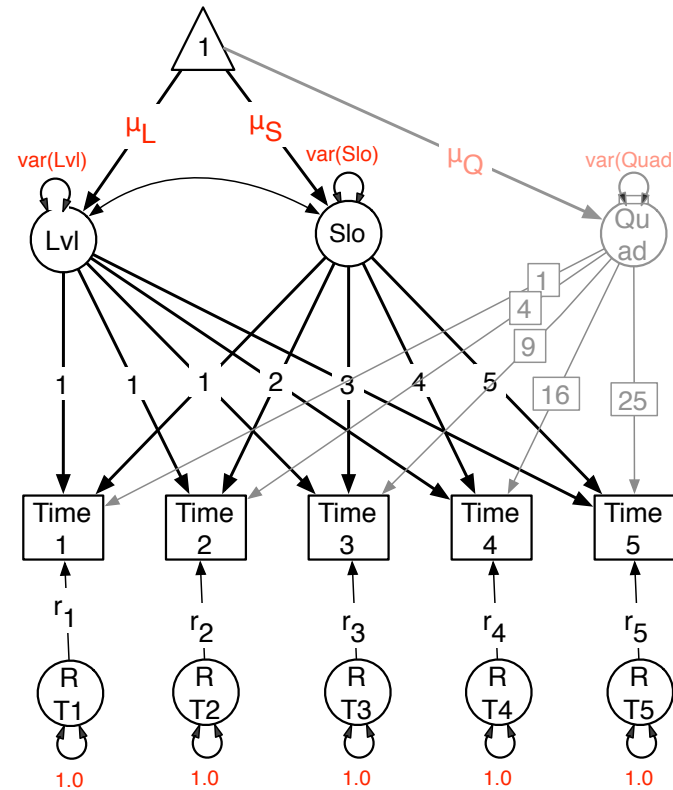 1
μL
μS
μQ
var(Lvl)
var(Slo)
var(Quad
Lvl
Slo
Qu
ad
1
4
9
16
25
1
1
1
2
3
4
5
Time
1
Time
2
Time
3
Time
4
Time
5
r1
r2
r3
r4
r5
R
T1
R
T2
R
T3
R
T4
R
T5
1.0
1.0
1.0
1.0
1.0